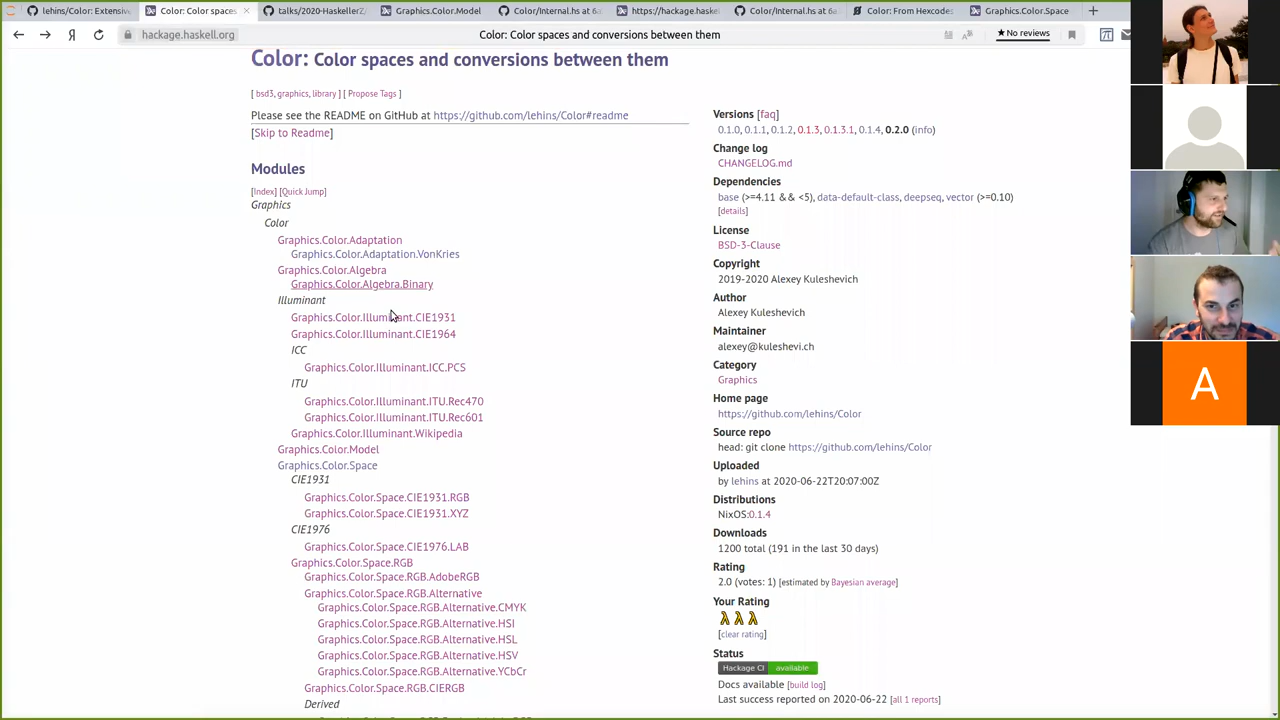 lehins/Color: Extensiv
Color: Color spaces
talks/2020-HaskellerZ/
Graphics.Color.Model
Color/Internal.hs at 6a
https://hackage.haske
Color/Internal.hs at 6a
Color: From Hexcodes
Graphics.Color.Space
hackage.haskell.org
Color: Color spaces and conversions between them
★ No reviews
Color: Color spaces and conversions between them
[ bsd3, graphics, library ] [ Propose Tags ]
Please see the README on GitHub at https://github.com/lehins/Color#readme
[Skip to Readme]
Modules
[Index] [Quick Jump]
Graphics
Color
Graphics.Color.Adaptation
Graphics.Color.Adaptation.VonKries
Graphics.Color.Algebra
Graphics.Color.Algebra.Binary
Illuminant
Graphics.Color.Illuminant.CIE1931
Graphics.Color.Illuminant.CIE1964
ICC
Graphics.Color.Illuminant.ICC.PCS
ITU
Graphics.Color.Illuminant.ITU.Rec470
Graphics.Color.Illuminant.ITU.Rec601
Graphics.Color.Illuminant.Wikipedia
Graphics.Color.Model
Graphics.Color.Space
CIE1931
Graphics.Color.Space.CIE1931.RGB
Graphics.Color.Space.CIE1931.XYZ
CIE1976
Graphics.Color.Space.CIE1976.LAB
Graphics.Color.Space.RGB
Graphics.Color.Space.RGB.AdobeRGB
Graphics.Color.Space.RGB.Alternative
Graphics.Color.Space.RGB.Alternative.CMYK
Graphics.Color.Space.RGB.Alternative.HSI
Graphics.Color.Space.RGB.Alternative.HSL
Graphics.Color.Space.RGB.Alternative.HSV
Graphics.Color.Space.RGB.Alternative.YCbCr
Graphics.Color.Space.RGB.CIERGB
Derived
Versions [faq]
0.1.0, 0.1.1, 0.1.2, 0.1.3, 0.1.3.1, 0.1.4, 0.2.0 (info)
Change log
CHANGELOG.md
Dependencies
base (>=4.11 && <5), data-default-class, deepseq, vector (>=0.10)
[details]
License
BSD-3-Clause
Copyright
2019-2020 Alexey Kuleshevich
Author
Alexey Kuleshevich
Maintainer
alexey@kuleshevi.ch
Category
Graphics
Home page
https://github.com/lehins/Color
Source repo
head: git clone https://github.com/lehins/Color
Uploaded
by lehins at 2020-06-22T20:07:00Z
Distributions
NixOS:0.1.4
Downloads
1200 total (191 in the last 30 days)
Rating
2.0 (votes: 1) [estimated by Bayesian average]
Your Rating
λ λ λ
[clear rating]
Status
Hackage CI available
Docs available [build log]
Last success reported on 2020-06-22 [all 1 reports]
A